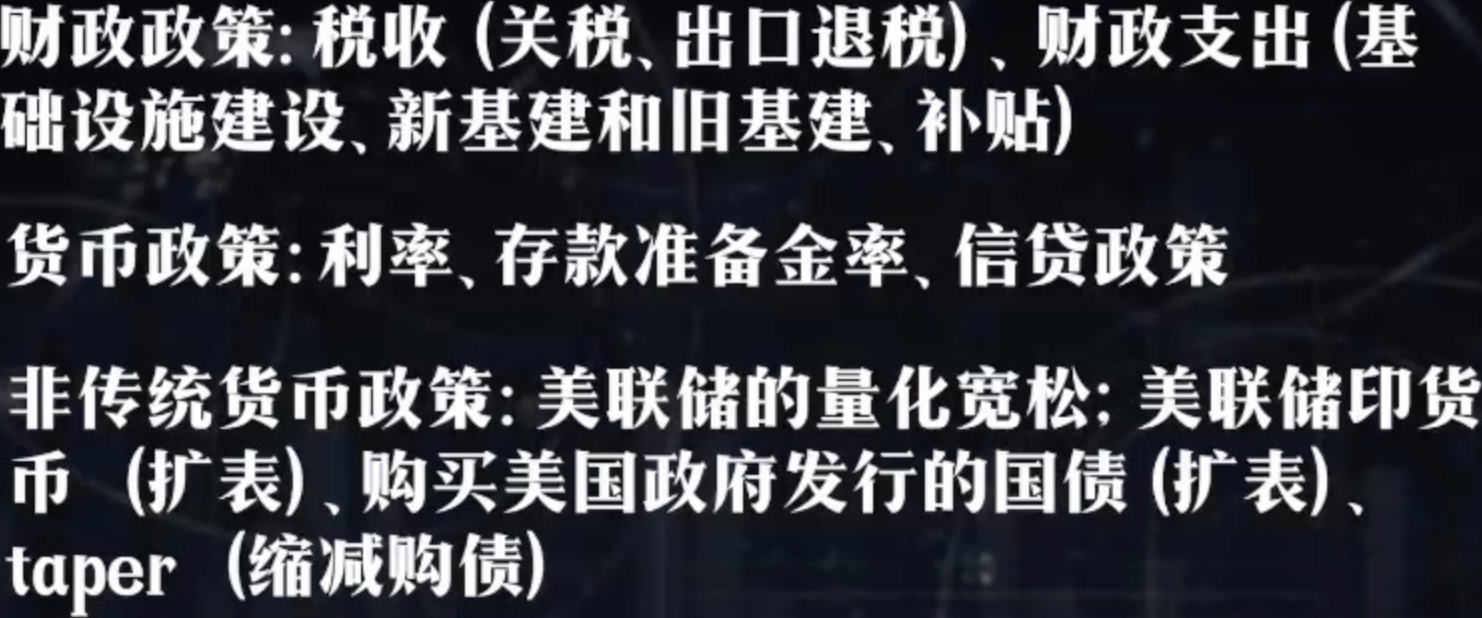 财政政策: 税收 (关税、出口退税) 、财政支出 (基
础设施建设、新基建和旧基建、补贴)
货币政策: 利率、存款准备金率、信贷政策
非传统货币政策: 美联储的量化宽松; 美联储印货
币 (扩表) 、购买美国政府发行的国债 (扩表) 、
taper (缩减购债)